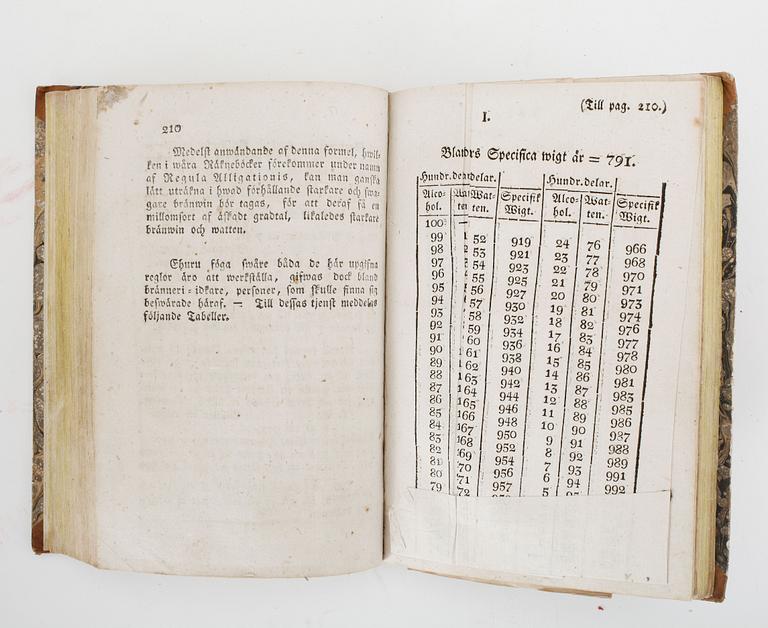 210
Medelst anwändande af denna formel, hwil-
ken i wåra Räkneböcker förekommer under namn
af Regula Alligationis, kan man ganska
lätt uträkna i hwad förhållande starkare och swa-
gare bränwin bör tagas, för att deraf få en
millomsort af åstadt gradtal, likaledes starkare
bränwin och watten.
Ehuru föga swåre båda de här upgifna
reglor äro att werkställa, gifwas dock bland
bränneri-idkare, personer, som skulle finna sig
beswärade häraf. — Till dessas tjenst meddelas
följande Tabeller.
(Till pag. 210.)
I.
Specifica wigt är = 791.
Hundr. delar. Hundr. delar.
Alco- Wat- Specifik Alco- Wat- Specifik
hol. ten. Wigt. hol. ten. Wigt.
100
99 52 919 24 76 966
98 53 921 23 77 968
97 54 923 22 78 970
96 55 925 21 79 971
95 56 927 20 80 973
94 57 930 19 81 974
93 58 932 18 82 976
92 59 934 17 83 977
91 60 936 16 84 978
90 61 938 15 85 980
89 62 940 14 86 981
88 63 942 13 87 983
87 64 944 12 88 985
86 65 946 11 89 986
85 66 948 10 90 987
84 67 950 9 91 988
83 68 952 8 92 989
82 69 954 7 93 991
81 70 956 6 94 992
80 71 957 5
79 72